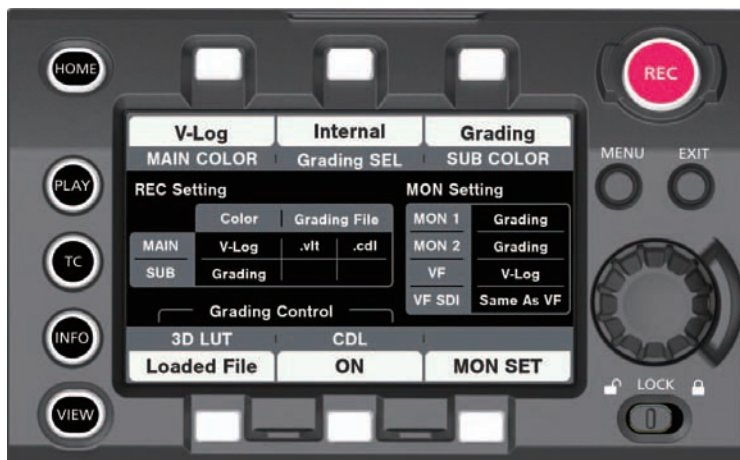 HOME
REC
V-Log Internal Grading
MAIN COLOR Grading SEL SUB COLOR
MENU EXIT
PLAY
REC Setting MON Setting
Color Grading File
MON 1 Grading
MAIN V-Log .vlt .cdl
MON 2 Grading
SUB Grading
VF V-Log
TC
VF SDI Same As VF
Grading Control
INFO
3D LUT CDL
Loaded File ON MON SET
LOCK
VIEW